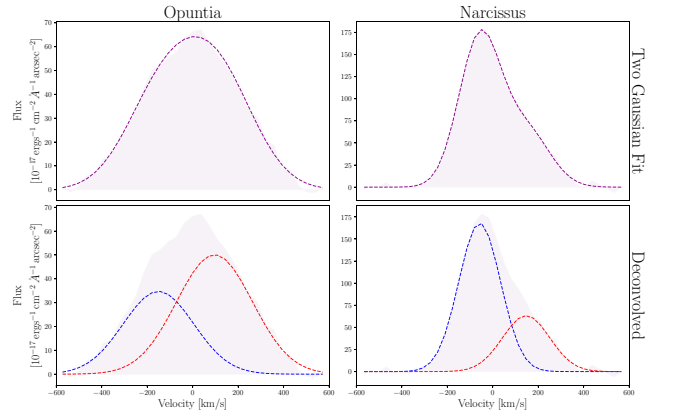 Opuntia
Narcissus
70
60
50
40
30
20
10
0
Flux
[10⁻¹⁷ ergs⁻¹ cm⁻² Å⁻¹ arcsec⁻²]
175
150
125
100
75
50
25
0
Two Gaussian Fit
70
60
50
40
30
20
10
0
Flux
[10⁻¹⁷ ergs⁻¹ cm⁻² Å⁻¹ arcsec⁻²]
175
150
125
100
75
50
25
0
Deconvolved
−600 −400 −200 0 200 400 600
−600 −400 −200 0 200 400 600
Velocity [km/s]
Velocity [km/s]